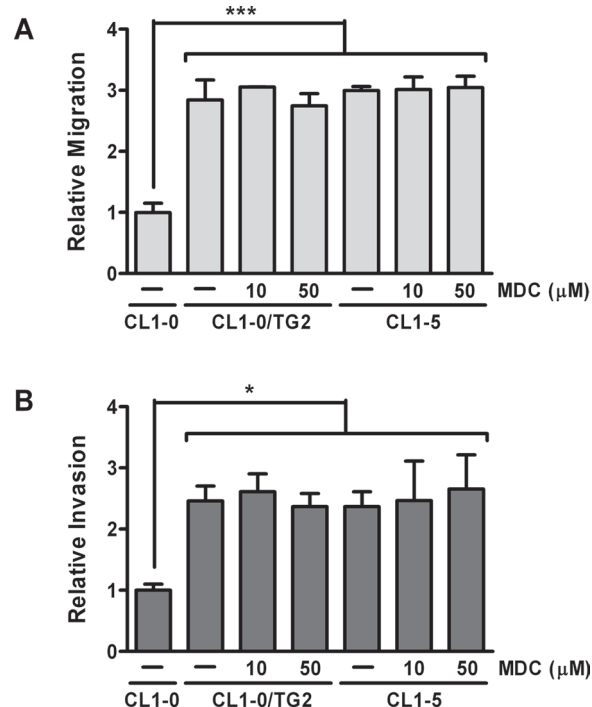 A
***
Relative Migration
4
3
2
1
0
— — 10 50 — 10 50 MDC (μM)
CL1-0 CL1-0/TG2 CL1-5
B
*
Relative Invasion
4
3
2
1
0
— — 10 50 — 10 50 MDC (μM)
CL1-0 CL1-0/TG2 CL1-5